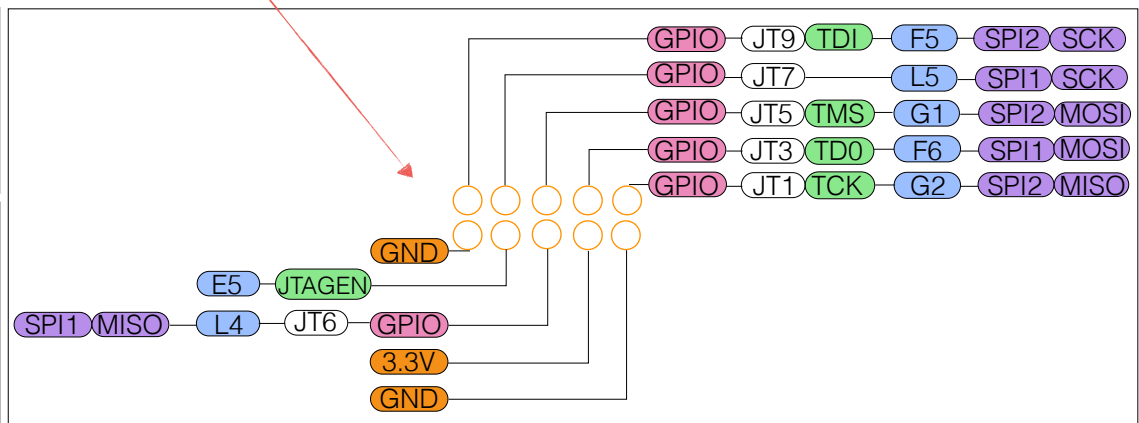 GPIO JT9 TDI F5 SPI2 SCK
GPIO JT7 L5 SPI1 SCK
GPIO JT5 TMS G1 SPI2 MOSI
GPIO JT3 TD0 F6 SPI1 MOSI
GPIO JT1 TCK G2 SPI2 MISO
GND
E5 JTAGEN
SPI1 MISO L4 JT6 GPIO
3.3V
GND